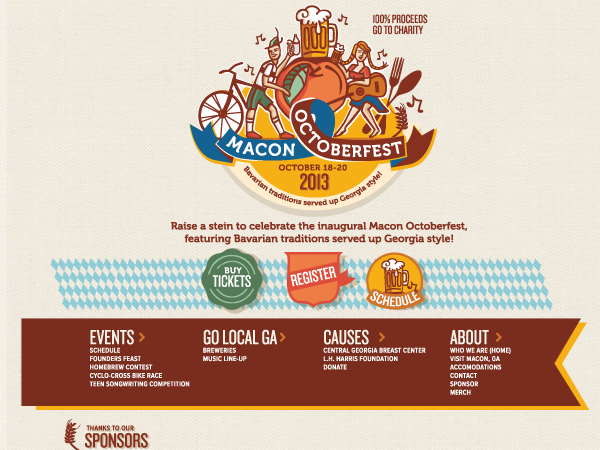 100% PROCEEDS
GO TO CHARITY
MACON OCTOBERFEST
OCTOBER 18-20
2013
Bavarian traditions served up Georgia style!
Raise a stein to celebrate the inaugural Macon Octoberfest,
featuring Bavarian traditions served up Georgia style!
BUY
TICKETS
REGISTER
SCHEDULE
EVENTS >
SCHEDULE
FOUNDERS FEAST
HOMEBREW CONTEST
CYCLO-CROSS BIKE RACE
TEEN SONGWRITING COMPETITION
GO LOCAL GA >
BREWERIES
MUSIC LINE-UP
CAUSES >
CENTRAL GEORGIA BREAST CENTER
L.H. HARRIS FOUNDATION
DONATE
ABOUT >
WHO WE ARE (HOME)
VISIT MACON, GA
ACCOMODATIONS
CONTACT
SPONSOR
MERCH
THANKS TO OUR
SPONSORS